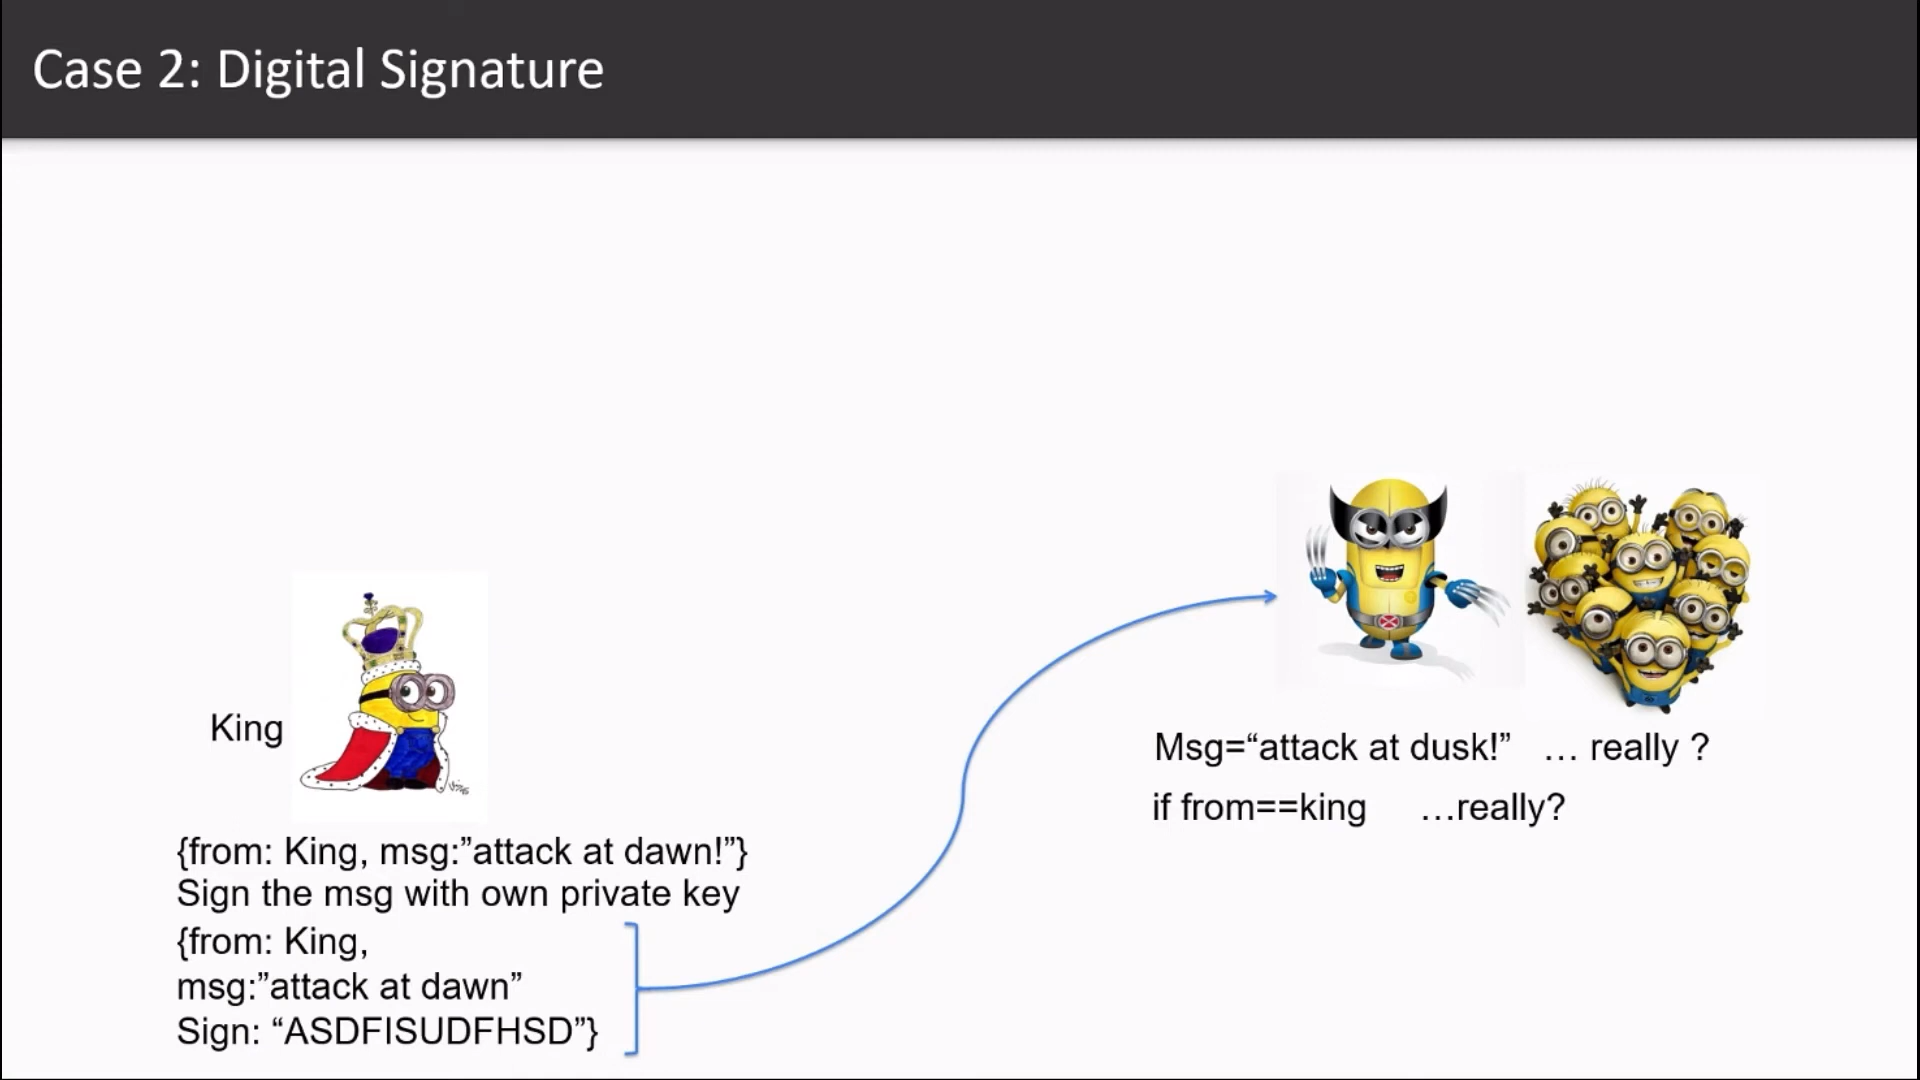 Case 2: Digital Signature
King
{from: King, msg:”attack at dawn!”}
Sign the msg with own private key
{from: King,
msg:”attack at dawn”
Sign: “ASDFISUDFHSD”}
Msg=“attack at dusk!” … really ?
if from==king …really?